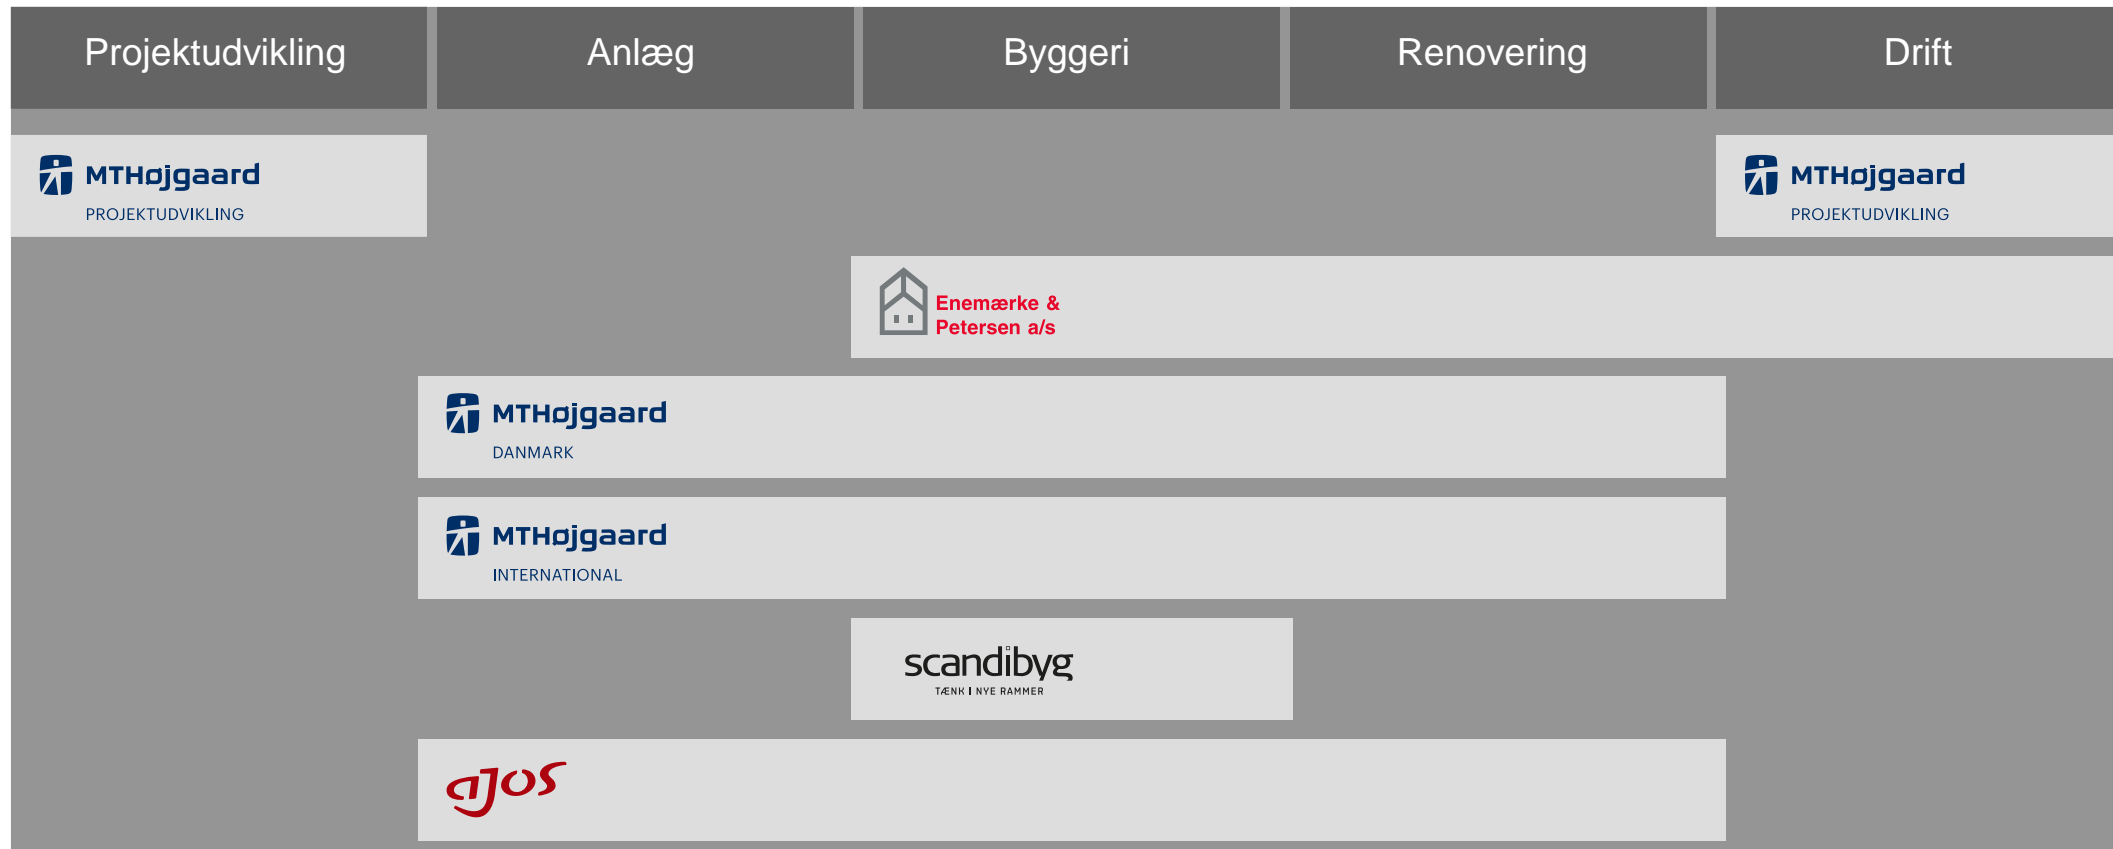 Projektudvikling
Anlæg
Byggeri
Renovering
Drift
MTHøjgaard
PROJEKTUDVIKLING
MTHøjgaard
PROJEKTUDVIKLING
Enemærke &
Petersen a/s
MTHøjgaard
DANMARK
MTHøjgaard
INTERNATIONAL
scandibyg
TÆNK I NYE RAMMER
ajos